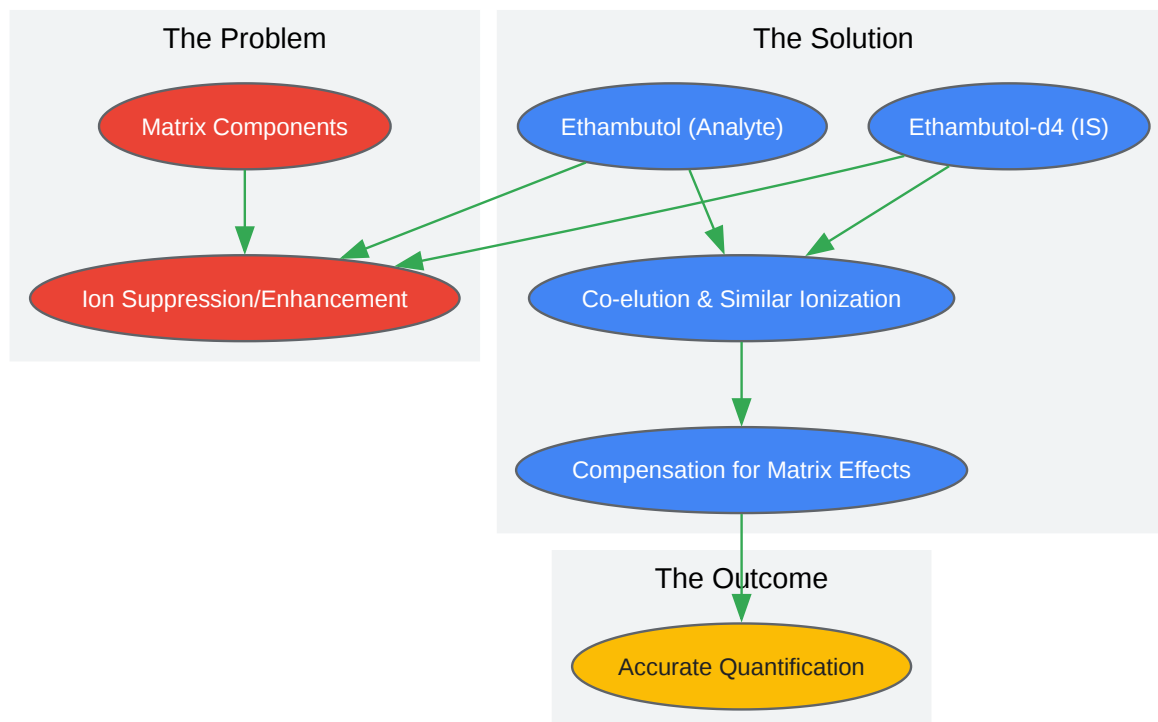 The Problem
Matrix Components
Ion Suppression/Enhancement
The Solution
Ethambutol (Analyte)
Ethambutol-d4 (IS)
Co-elution & Similar Ionization
Compensation for Matrix Effects
The Outcome
Accurate Quantification